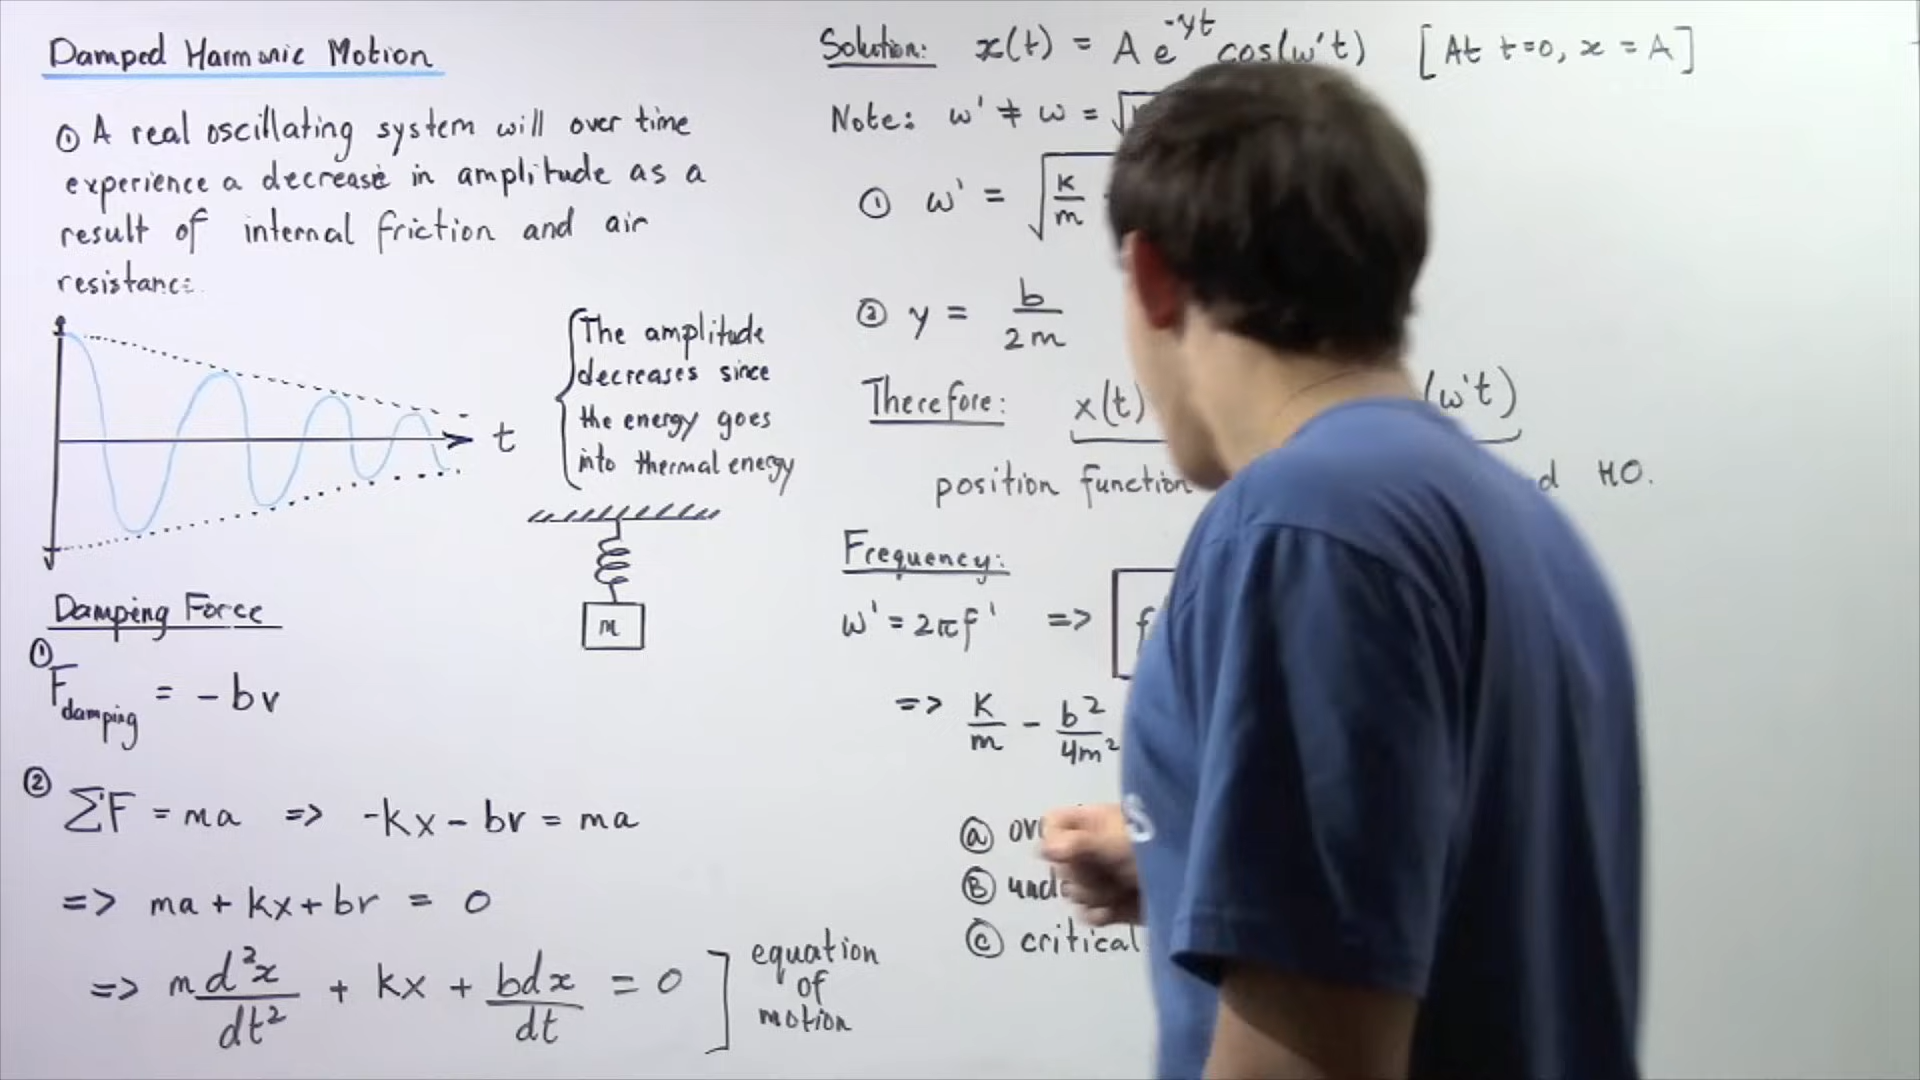 Damped Harmonic Motion
① A real oscillating system will over time
experience a decrease in amplitude as a
result of internal friction and air
resistance.
t
{The amplitude
decreases since
the energy goes
into thermal energy
m
Damping Force
①
F_damping = -bv
② ΣF = ma => -kx - bv = ma
=> ma + kx + bv = 0
=> md²x/dt² + kx + bdx/dt = 0 ]
equation
of
motion
Solution: x(t) = A e^-yt cos(ω't) [At t=0, x = A]
Note: ω' ≠ ω = √
① ω' = √K/m
② y = b/2m
Therefore: x(t) (ω't)
position function HO.
Frequency:
ω' = 2πf' => f
=> K/m - b²/4m²
ⓐ
Ⓑ
ⓒ critical